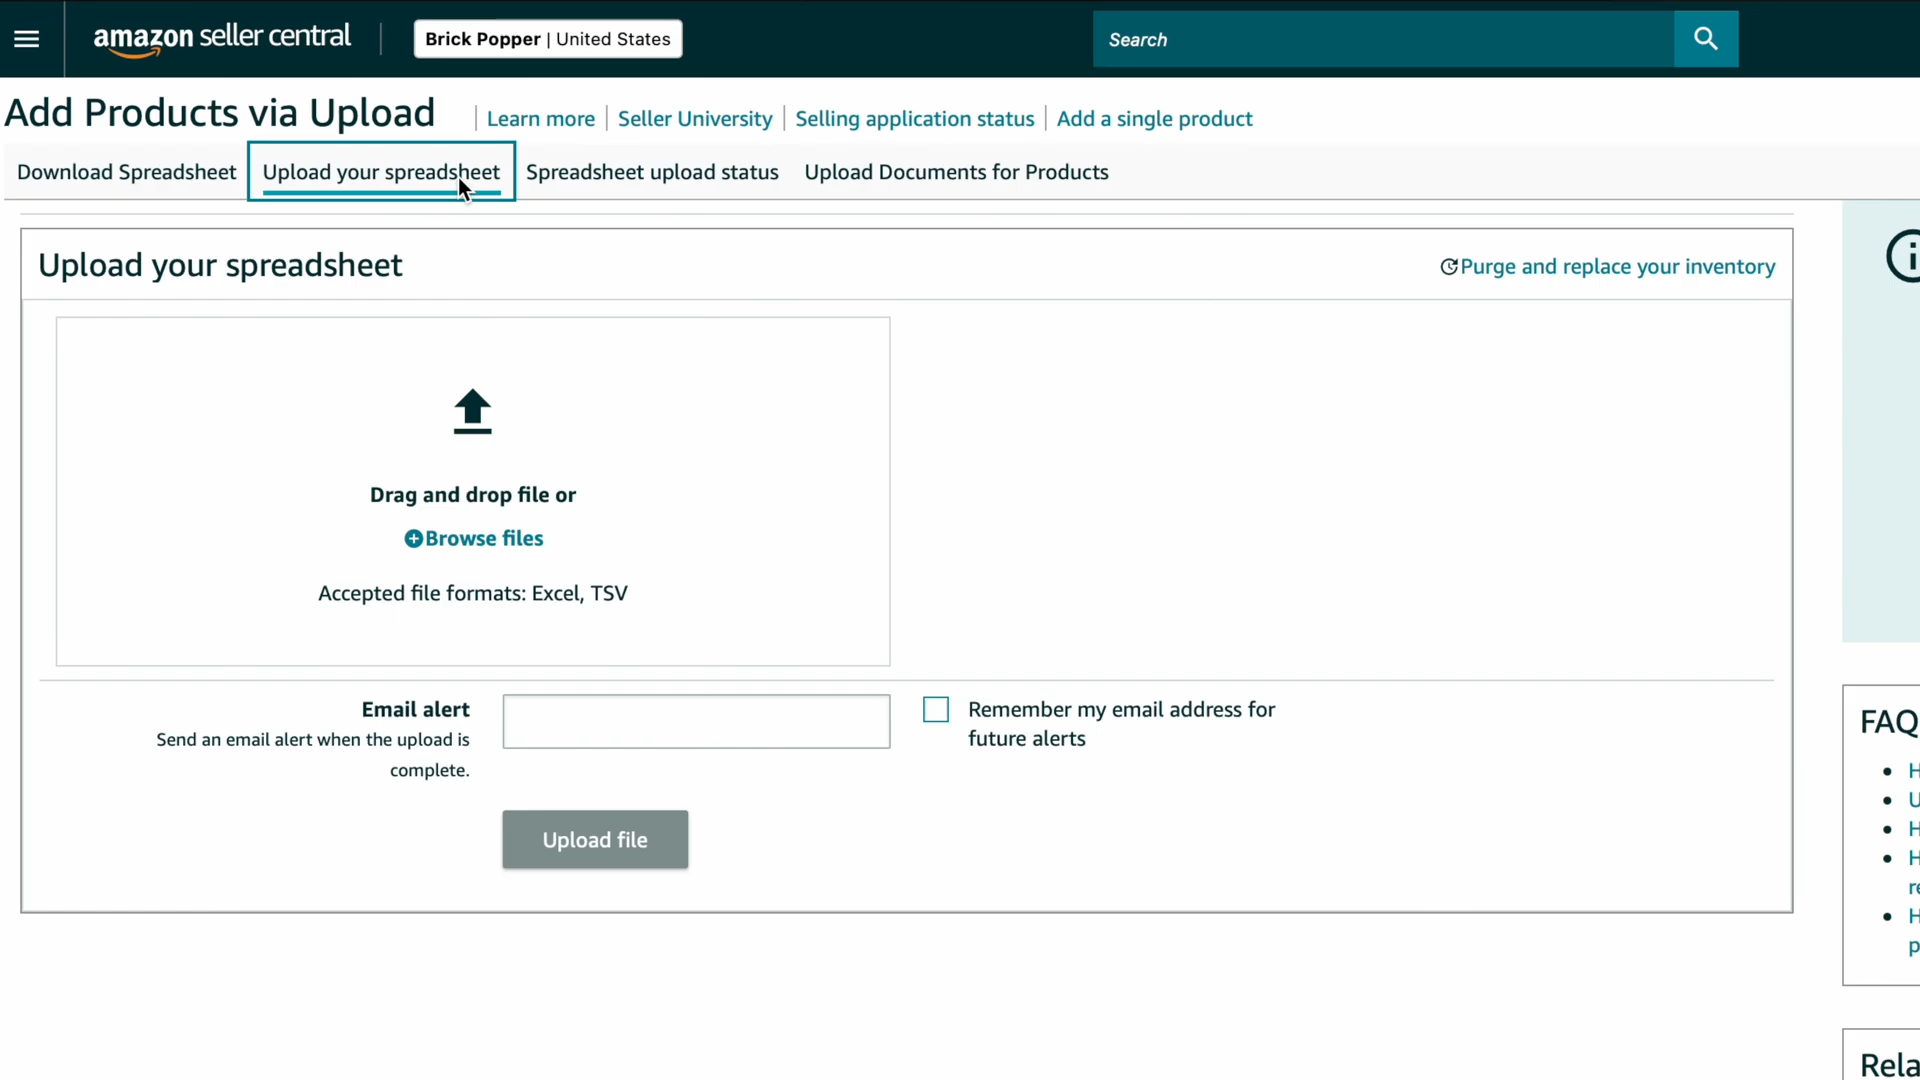 amazon seller central
Brick Popper | United States
Search
Add Products via Upload
Learn more
Seller University
Selling application status
Add a single product
Download Spreadsheet
Upload your spreadsheet
Spreadsheet upload status
Upload Documents for Products
Upload your spreadsheet
Purge and replace your inventory
Drag and drop file or
Browse files
Accepted file formats: Excel, TSV
Email alert
Send an email alert when the upload is
complete.
Remember my email address for
future alerts
Upload file
FAQ